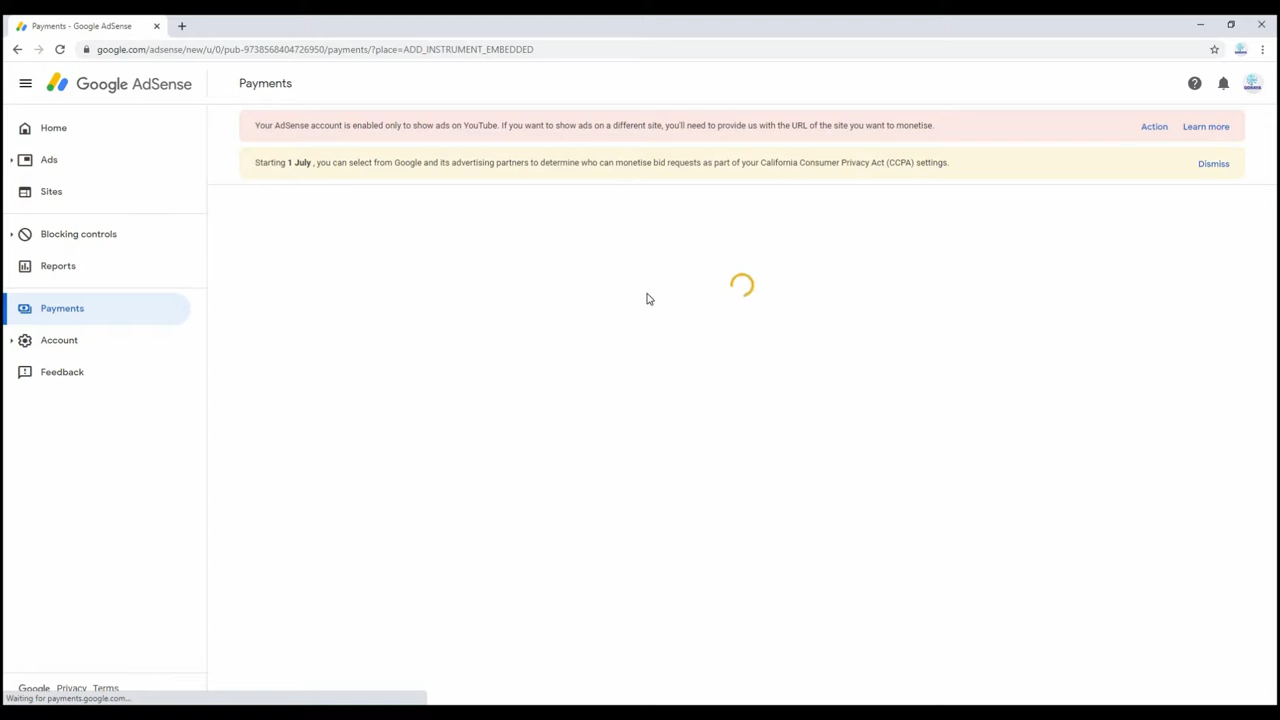 Payments - Google AdSense
google.com/adsense/new/u/0/pub-9738568404726950/payments/?place=ADD_INSTRUMENT_EMBEDDED
Google AdSense
Payments
Home
Ads
Sites
Blocking controls
Reports
Payments
Account
Feedback
Your AdSense account is enabled only to show ads on YouTube. If you want to show ads on a different site, you'll need to provide us with the URL of the site you want to monetise.
Action
Learn more
Starting 1 July , you can select from Google and its advertising partners to determine who can monetise bid requests as part of your California Consumer Privacy Act (CCPA) settings.
Dismiss
Google Privacy Terms
Waiting for payments.google.com...